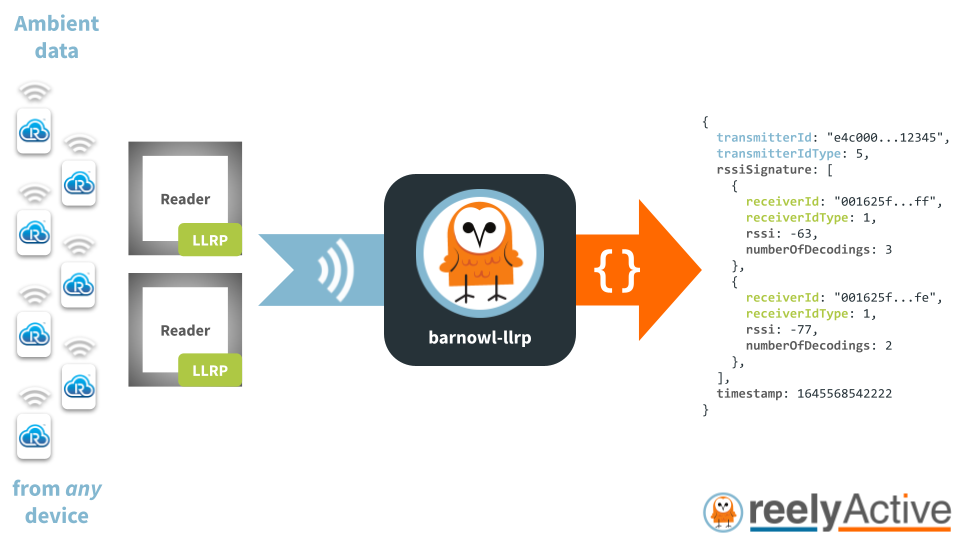 Ambient
data
from any
device
Reader
LLRP
Reader
LLRP
barnowl-llrp
{}
{
transmitterId: "e4c000...12345",
transmitterIdType: 5,
rssiSignature: [
{
receiverId: "001625f...ff",
receiverIdType: 1,
rssi: -63,
numberOfDecodings: 3
},
{
receiverId: "001625f...fe",
receiverIdType: 1,
rssi: -77,
numberOfDecodings: 2
},
],
timestamp: 1645568542222
}
reelyActive